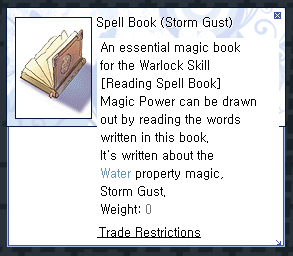 Spell Book (Storm Gust)
An essential magic book
for the Warlock Skill
[Reading Spell Book]
Magic Power can be drawn
out by reading the words
written in this book.
It's written about the
Water property magic,
Storm Gust.
Weight: 0
Trade Restrictions